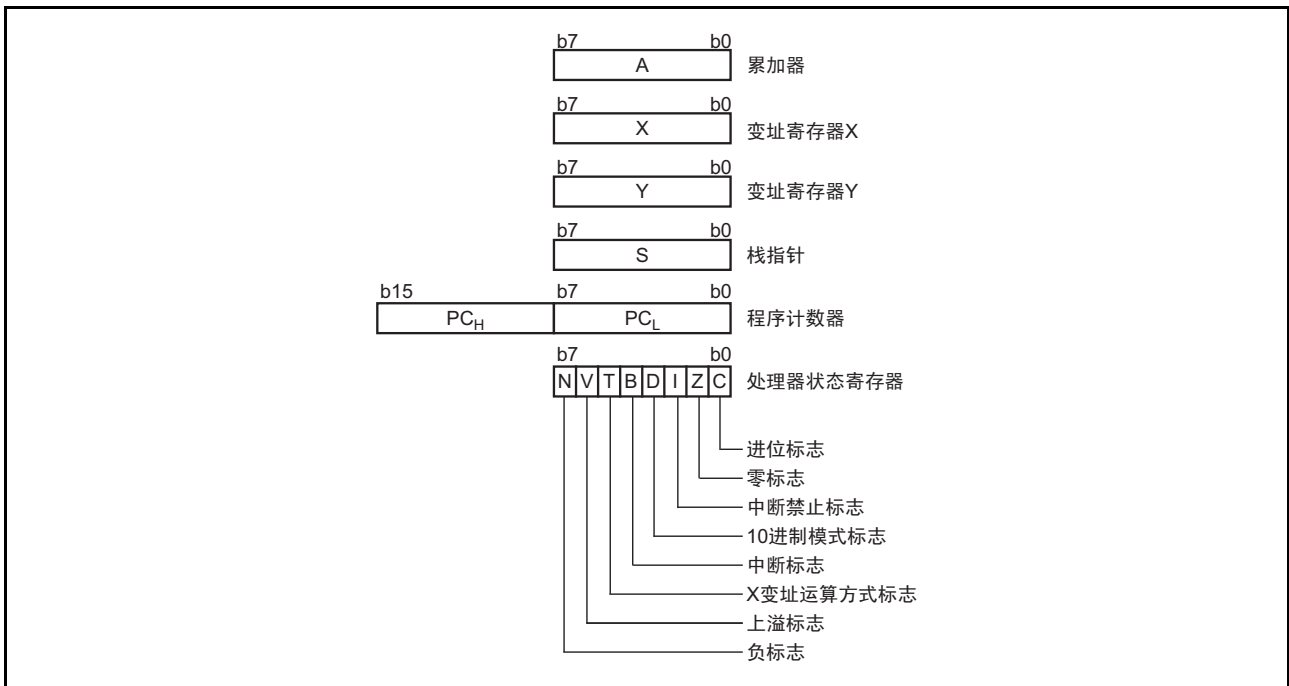 b7 b0
A 累加器
b7 b0
X 变址寄存器X
b7 b0
Y 变址寄存器Y
b7 b0
S 栈指针
b15 b7 b0
PCH PCL 程序计数器
b7 b0
N V T B D I Z C 处理器状态寄存器
进位标志
零标志
中断禁止标志
10进制模式标志
中断标志
X变址运算方式标志
上溢标志
负标志